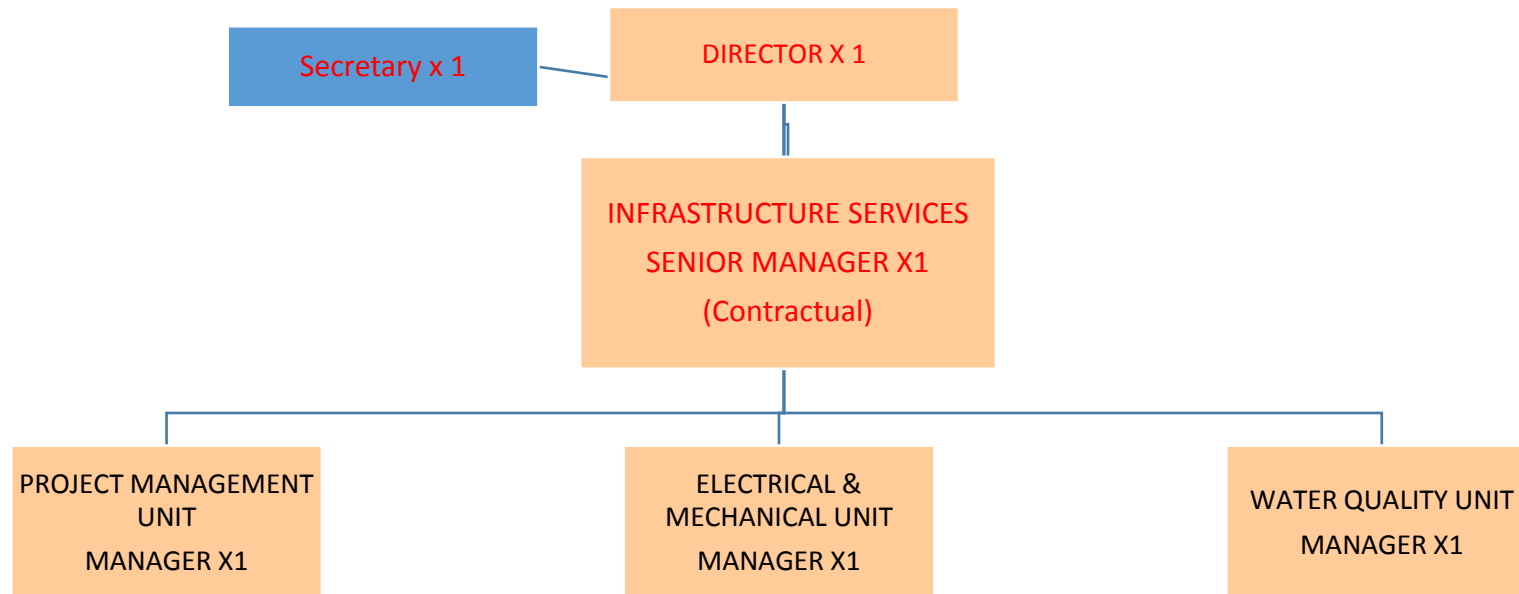 Secretary x 1
DIRECTOR X 1
INFRASTRUCTURE SERVICES
SENIOR MANAGER X1
(Contractual)
PROJECT MANAGEMENT
UNIT
MANAGER X1
ELECTRICAL &
MECHANICAL UNIT
MANAGER X1
WATER QUALITY UNIT
MANAGER X1